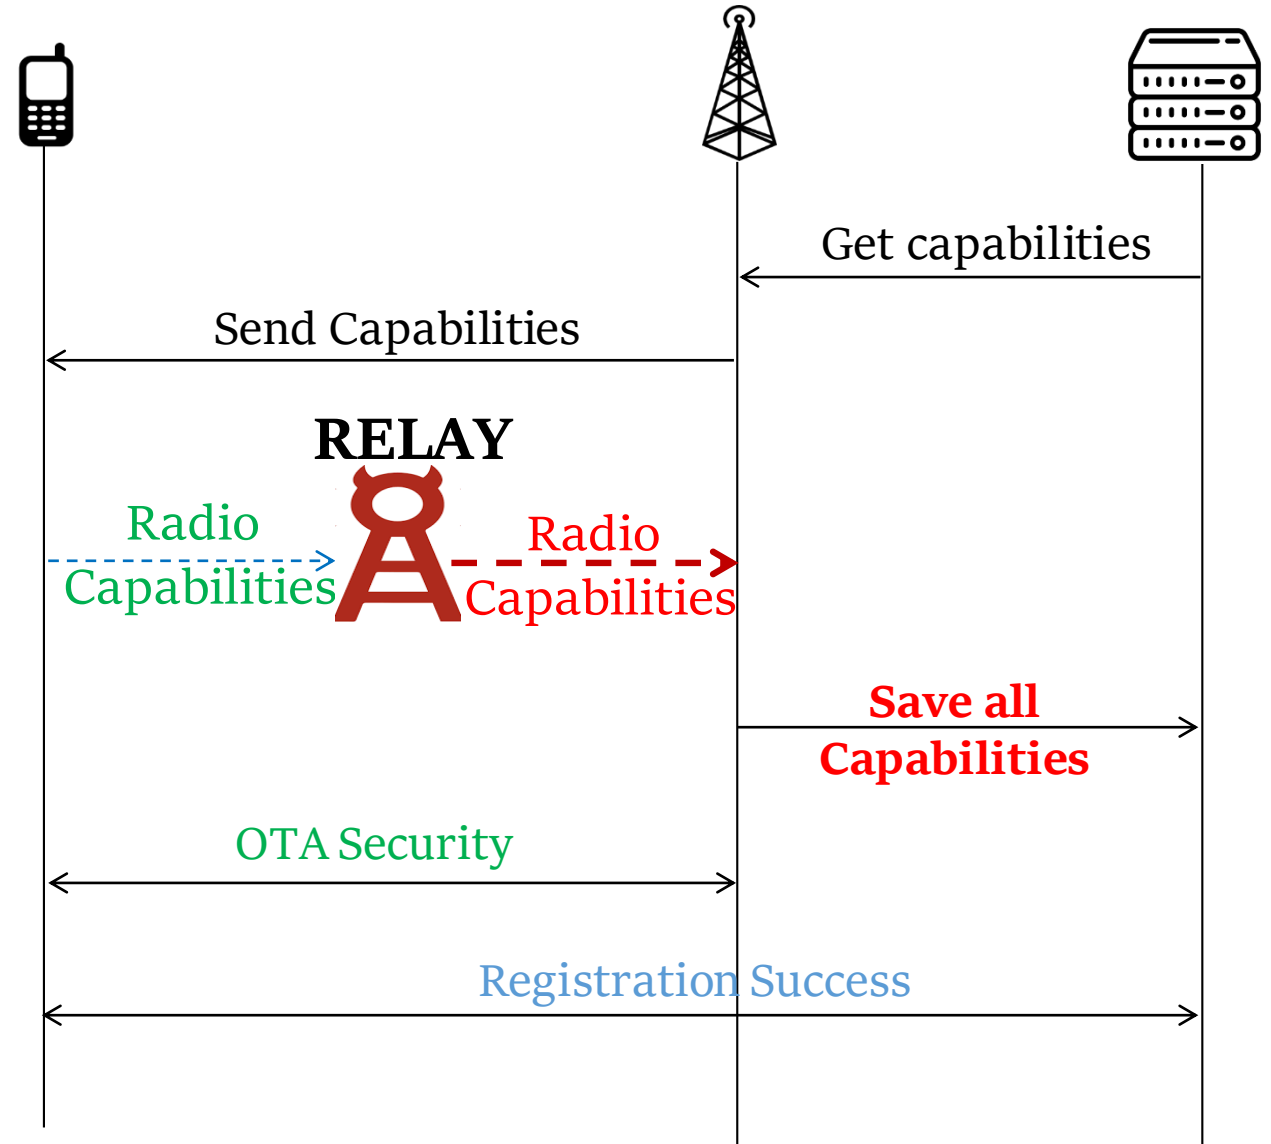 Get capabilities
Send Capabilities
RELAY
Radio
Capabilities
Radio
Capabilities
Save all
Capabilities
OTA Security
Registration Success